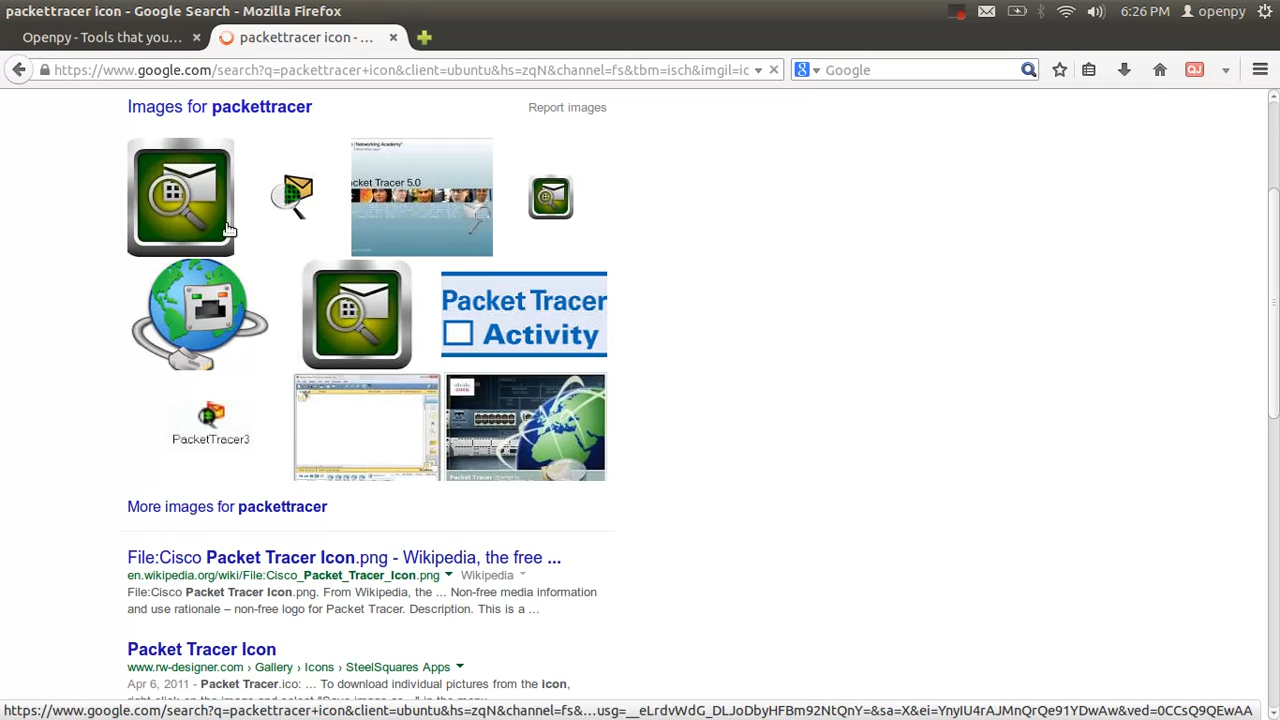 packettracer icon - Google Search - Mozilla Firefox
6:26 PM
openpy
Openpy - Tools that you...
packettracer icon - ...
https://www.google.com/search?q=packettracer+icon&client=ubuntu&hs=zqN&channel=fs&tbm=isch&imgil=ic
Google
QJ
Images for packettracer
Report images
Networking Academy
cket Tracer 5.0
Packet Tracer
Activity
PacketTracer3
Packet Tracer
More images for packettracer
File:Cisco Packet Tracer Icon.png - Wikipedia, the free ...
en.wikipedia.org/wiki/File:Cisco_Packet_Tracer_Icon.png
Wikipedia
File:Cisco Packet Tracer Icon.png. From Wikipedia, the ... Non-free media information
and use rationale – non-free logo for Packet Tracer. Description. This is a ...
Packet Tracer Icon
www.rw-designer.com › Gallery › Icons › SteelSquares Apps
Apr 6, 2011 - Packet Tracer.ico: ... To download individual pictures from the icon,
https://www.google.com/search?q=packettracer+icon&client=ubuntu&hs=zqN&channel=fs&...usg=__eLrdvWdG_DLJoDbyHFBm92NtQnY=&sa=X&ei=YnyIU4rAJMnQrQe91YDwAw&ved=0CCsQ9QEwAA